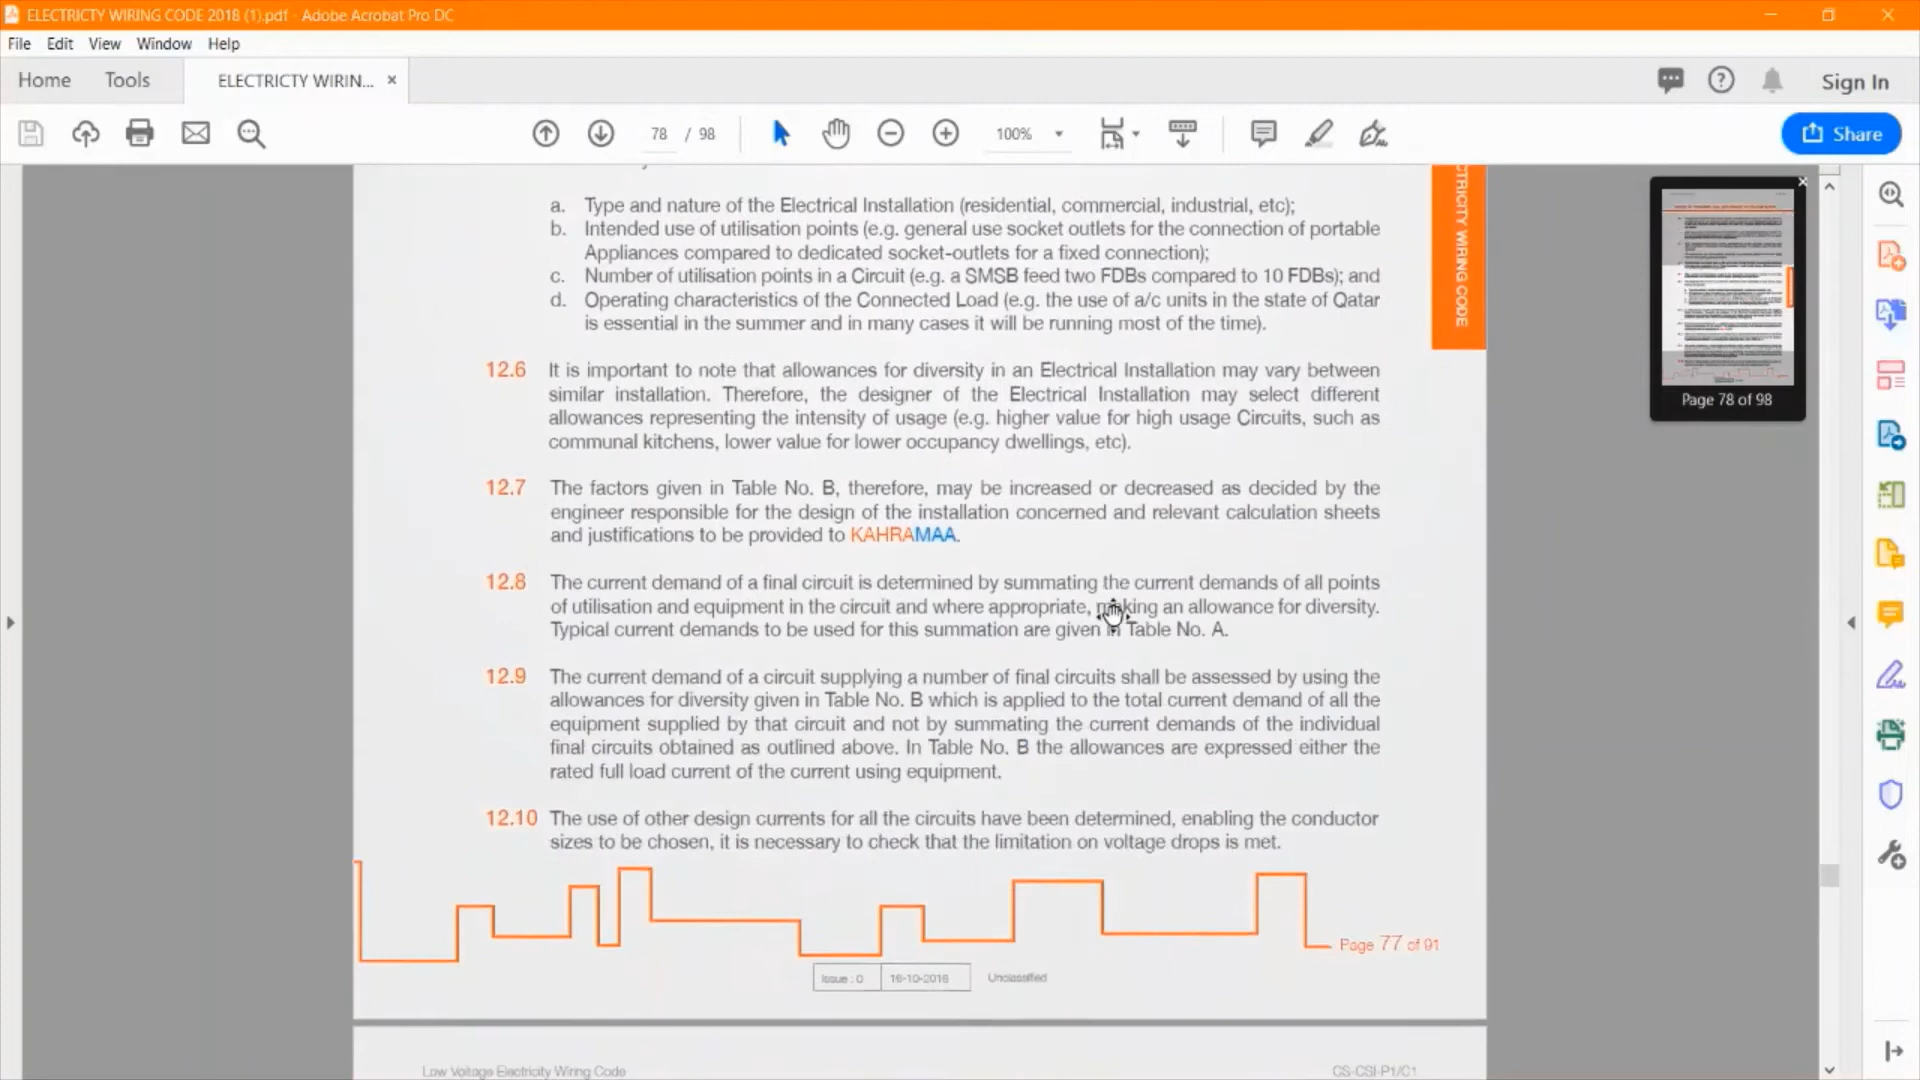 ELECTRICTY WIRING CODE 2018 (1).pdf - Adobe Acrobat Pro DC
File Edit View Window Help
Home Tools ELECTRICTY WIRIN... × Sign In
78 / 98 100% Share
CTRICITY WIRING CODE
a. Type and nature of the Electrical Installation (residential, commercial, industrial, etc);
b. Intended use of utilisation points (e.g. general use socket outlets for the connection of portable
Appliances compared to dedicated socket-outlets for a fixed connection);
c. Number of utilisation points in a Circuit (e.g. a SMSB feed two FDBs compared to 10 FDBs); and
d. Operating characteristics of the Connected Load (e.g. the use of a/c units in the state of Qatar
is essential in the summer and in many cases it will be running most of the time).
Page 78 of 98
12.6 It is important to note that allowances for diversity in an Electrical Installation may vary between
similar installation. Therefore, the designer of the Electrical Installation may select different
allowances representing the intensity of usage (e.g. higher value for high usage Circuits, such as
communal kitchens, lower value for lower occupancy dwellings, etc).
12.7 The factors given in Table No. B, therefore, may be increased or decreased as decided by the
engineer responsible for the design of the installation concerned and relevant calculation sheets
and justifications to be provided to KAHRAMAA.
12.8 The current demand of a final circuit is determined by summating the current demands of all points
of utilisation and equipment in the circuit and where appropriate, making an allowance for diversity.
Typical current demands to be used for this summation are given in Table No. A.
12.9 The current demand of a circuit supplying a number of final circuits shall be assessed by using the
allowances for diversity given in Table No. B which is applied to the total current demand of all the
equipment supplied by that circuit and not by summating the current demands of the individual
final circuits obtained as outlined above. In Table No. B the allowances are expressed either the
rated full load current of the current using equipment.
12.10 The use of other design currents for all the circuits have been determined, enabling the conductor
sizes to be chosen, it is necessary to check that the limitation on voltage drops is met.
Page 77 of 91
Issue : 0 16-10-2016 Unclassified
Low Voltage Electricity Wiring Code CS-CSI-P1/C1